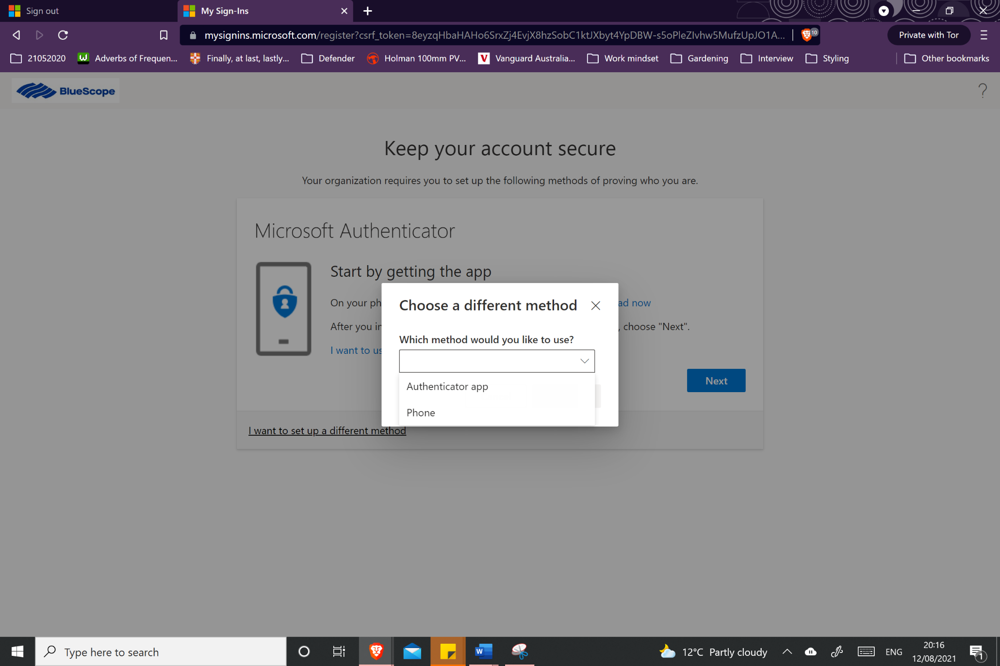 Sign out
My Sign-Ins
mysignins.microsoft.com/register?csrf_token=8eyzqHbaHAHo6SrxZj4EvjX8hzSobC1ktJXbyt4YpDBW-s5oPleZIvhw5MufzUpJO1A...
10
Private with Tor
21052020
Adverbs of Frequen...
Finally, at last, lastly...
Defender
Holman 100mm PV...
Vanguard Australia...
Work mindset
Gardening
Interview
Styling
Other bookmarks
BlueScope
?
Keep your account secure
Your organization requires you to set up the following methods of proving who you are.
Microsoft Authenticator
Start by getting the app
On your ph
ad now
After you in
, choose "Next".
I want to us
Next
I want to set up a different method
Choose a different method
Which method would you like to use?
Authenticator app
Phone
Type here to search
12°C Partly cloudy
ENG
20:16
12/08/2021
1